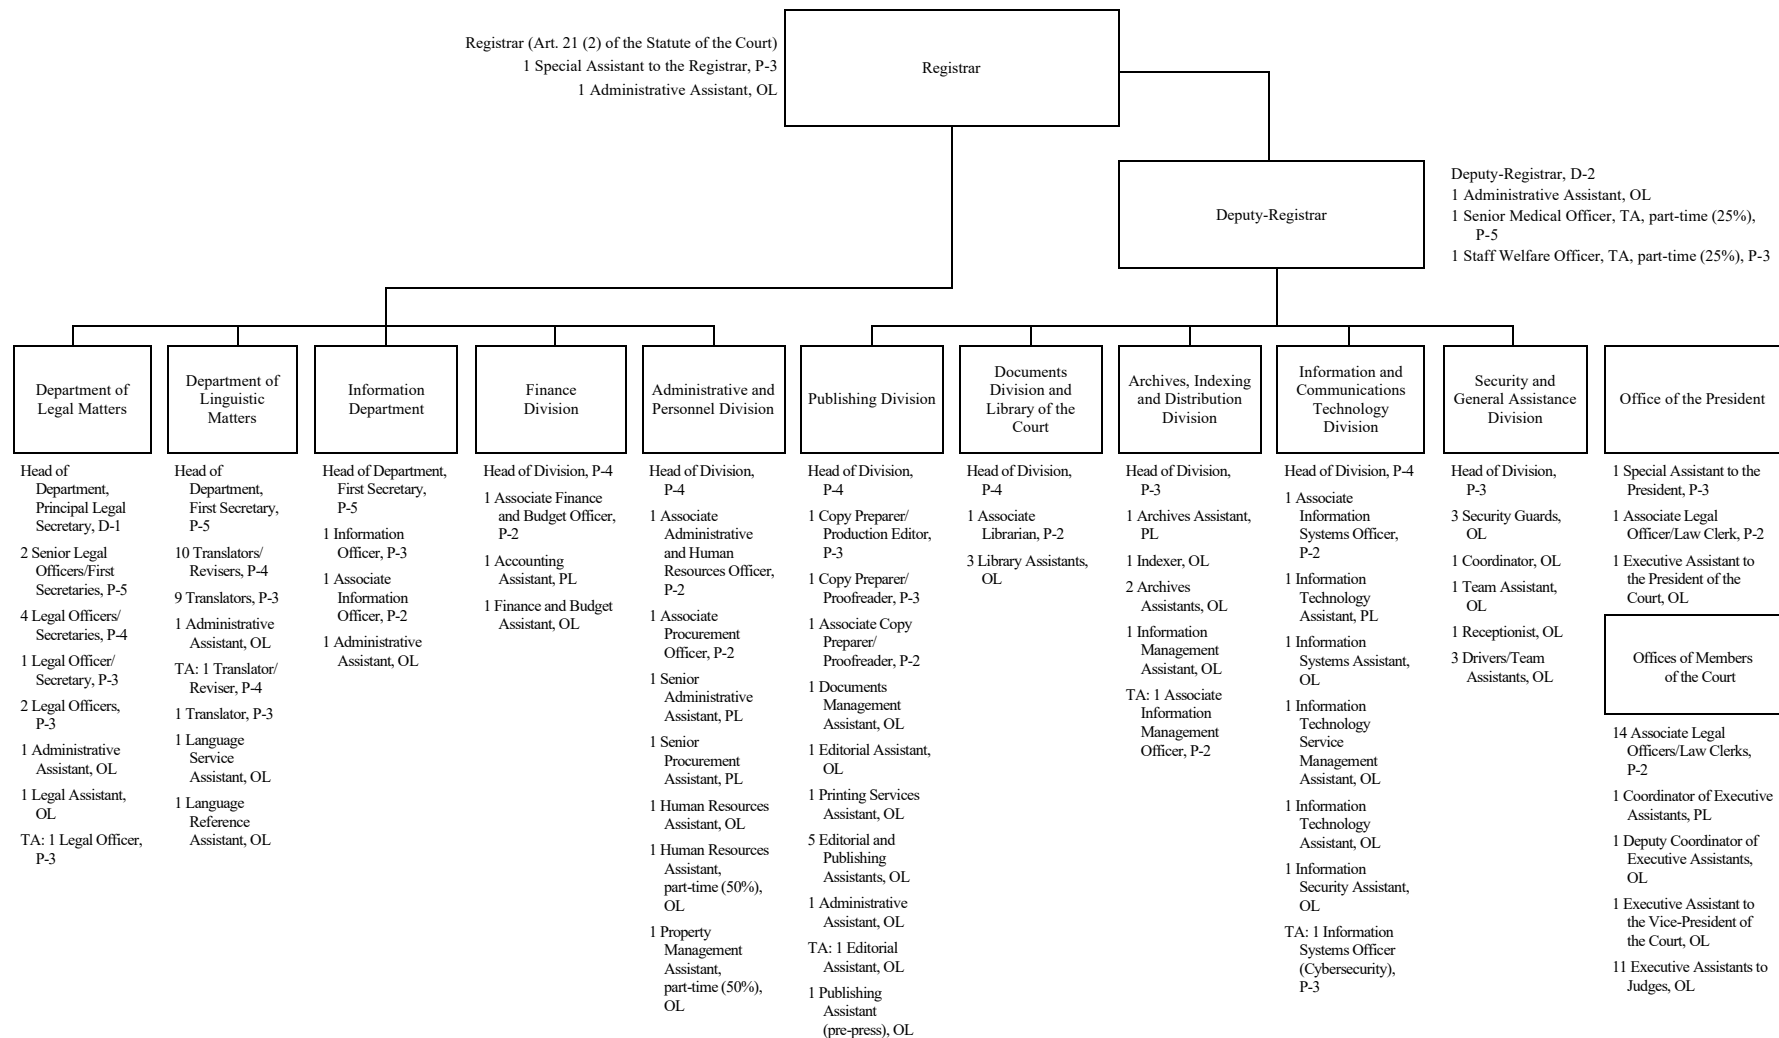 Registrar (Art. 21 (2) of the Statute of the Court)
1 Special Assistant to the Registrar, P-3
1 Administrative Assistant, OL
Registrar
Deputy-Registrar
Deputy-Registrar, D-2
1 Administrative Assistant, OL
1 Senior Medical Officer, TA, part-time (25%),
P-5
1 Staff Welfare Officer, TA, part-time (25%), P-3
Department of
Legal Matters
Head of
Department,
Principal Legal
Secretary, D-1
2 Senior Legal
Officers/First
Secretaries, P-5
4 Legal Officers/
Secretaries, P-4
1 Legal Officer/
Secretary, P-3
2 Legal Officers,
P-3
1 Administrative
Assistant, OL
1 Legal Assistant,
OL
TA: 1 Legal Officer,
P-3
Department of
Linguistic
Matters
Head of
Department,
First Secretary,
P-5
10 Translators/
Revisers, P-4
9 Translators, P-3
1 Administrative
Assistant, OL
TA: 1 Translator/
Reviser, P-4
1 Translator, P-3
1 Language
Service
Assistant, OL
1 Language
Reference
Assistant, OL
Information
Department
Head of Department,
First Secretary,
P-5
1 Information
Officer, P-3
1 Associate
Information
Officer, P-2
1 Administrative
Assistant, OL
Finance
Division
Head of Division, P-4
1 Associate Finance
and Budget Officer,
P-2
1 Accounting
Assistant, PL
1 Finance and Budget
Assistant, OL
Administrative and
Personnel Division
Head of Division,
P-4
1 Associate
Administrative
and Human
Resources Officer,
P-2
1 Associate
Procurement
Officer, P-2
1 Senior
Administrative
Assistant, PL
1 Senior
Procurement
Assistant, PL
1 Human Resources
Assistant, OL
1 Human Resources
Assistant,
part-time (50%),
OL
1 Property
Management
Assistant,
part-time (50%),
OL
Publishing Division
Head of Division,
P-4
1 Copy Preparer/
Production Editor,
P-3
1 Copy Preparer/
Proofreader, P-3
1 Associate Copy
Preparer/
Proofreader, P-2
1 Documents
Management
Assistant, OL
1 Editorial Assistant,
OL
1 Printing Services
Assistant, OL
5 Editorial and
Publishing
Assistants, OL
1 Administrative
Assistant, OL
TA: 1 Editorial
Assistant, OL
1 Publishing
Assistant
(pre-press), OL
Documents
Division and
Library of the
Court
Head of Division,
P-4
1 Associate
Librarian, P-2
3 Library Assistants,
OL
Archives, Indexing
and Distribution
Division
Head of Division,
P-3
1 Archives Assistant,
PL
1 Indexer, OL
2 Archives
Assistants, OL
1 Information
Management
Assistant, OL
TA: 1 Associate
Information
Management
Officer, P-2
Information and
Communications
Technology
Division
Head of Division, P-4
1 Associate
Information
Systems Officer,
P-2
1 Information
Technology
Assistant, PL
1 Information
Systems Assistant,
OL
1 Information
Technology
Service
Management
Assistant, OL
1 Information
Technology
Assistant, OL
1 Information
Security Assistant,
OL
TA: 1 Information
Systems Officer
(Cybersecurity),
P-3
Security and
General Assistance
Division
Head of Division,
P-3
3 Security Guards,
OL
1 Coordinator, OL
1 Team Assistant,
OL
1 Receptionist, OL
3 Drivers/Team
Assistants, OL
Office of the President
1 Special Assistant to the
President, P-3
1 Associate Legal
Officer/Law Clerk, P-2
1 Executive Assistant to
the President of the
Court, OL
Offices of Members
of the Court
14 Associate Legal
Officers/Law Clerks,
P-2
1 Coordinator of Executive
Assistants, PL
1 Deputy Coordinator of
Executive Assistants,
OL
1 Executive Assistant to
the Vice-President of
the Court, OL
11 Executive Assistants to
Judges, OL